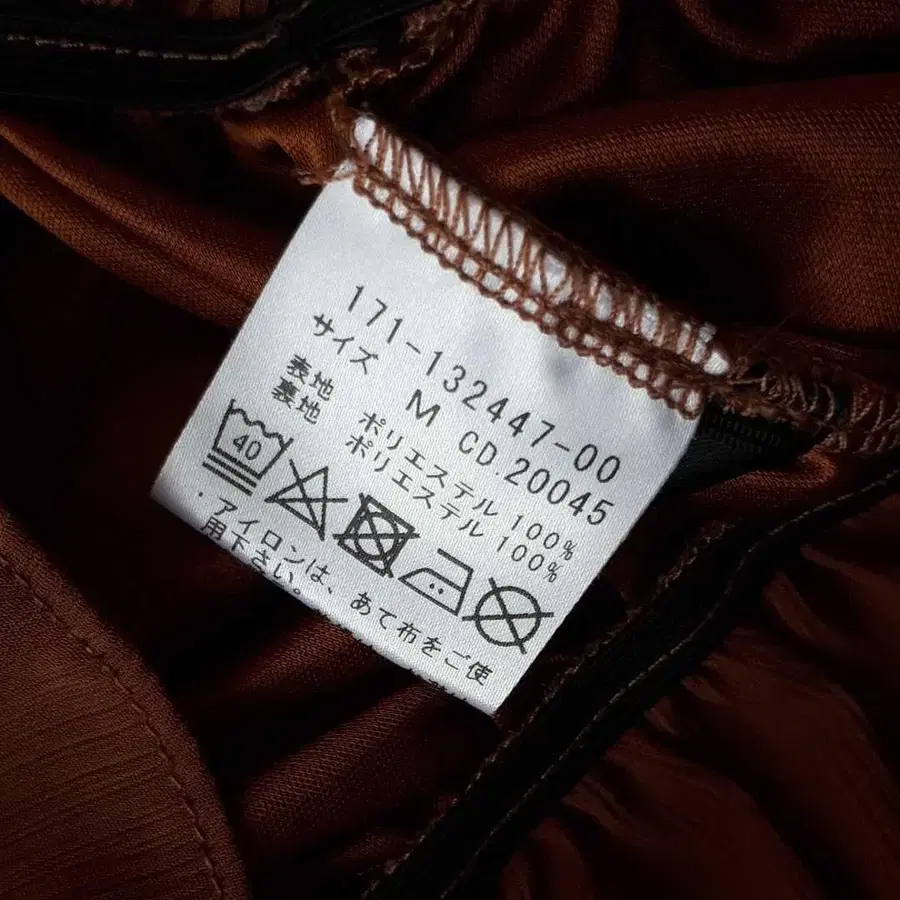 171-132447-00
サイズ M CD.20045
表地 ポリエステル 100%
裏地 ポリエステル 100%
40
・アイロンは、あて布をご使
用下さい。